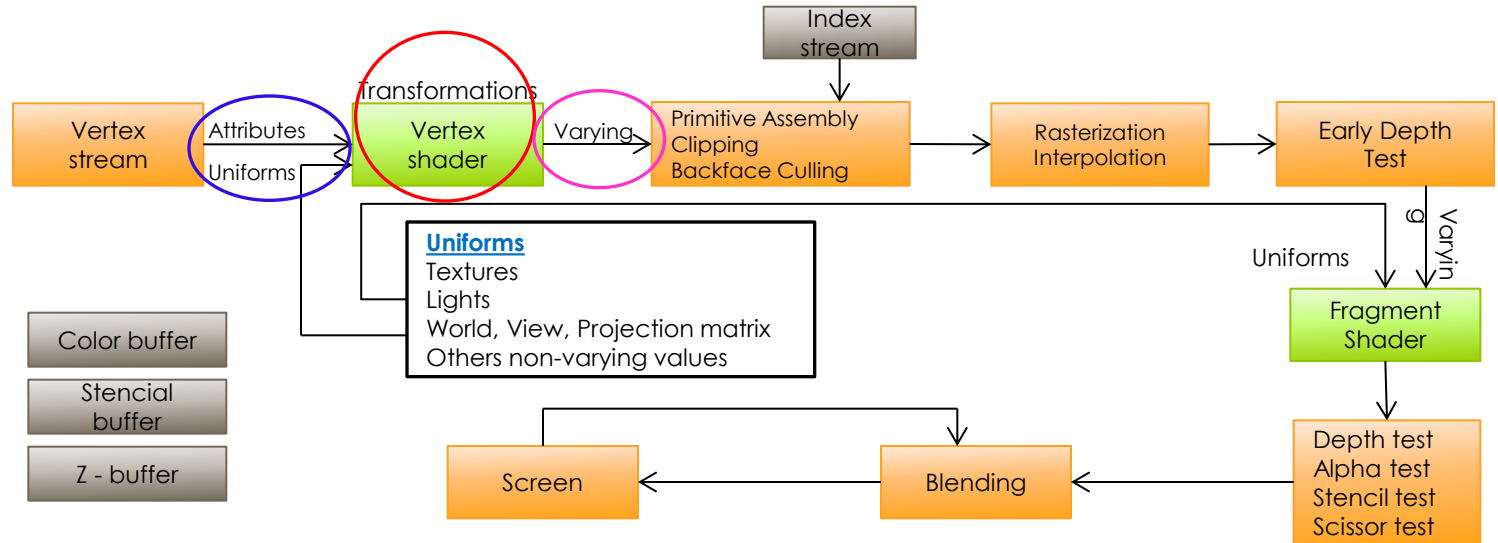 Index
stream
Transformations
Vertex
stream
Attributes
Uniforms
Vertex
shader
Varying
Primitive Assembly
Clipping
Backface Culling
Rasterization
Interpolation
Early Depth
Test
Varyin
g
Uniforms
Uniforms
Textures
Lights
World, View, Projection matrix
Others non-varying values
Fragment
Shader
Color buffer
Stencial
buffer
Z - buffer
Screen
Blending
Depth test
Alpha test
Stencil test
Scissor test